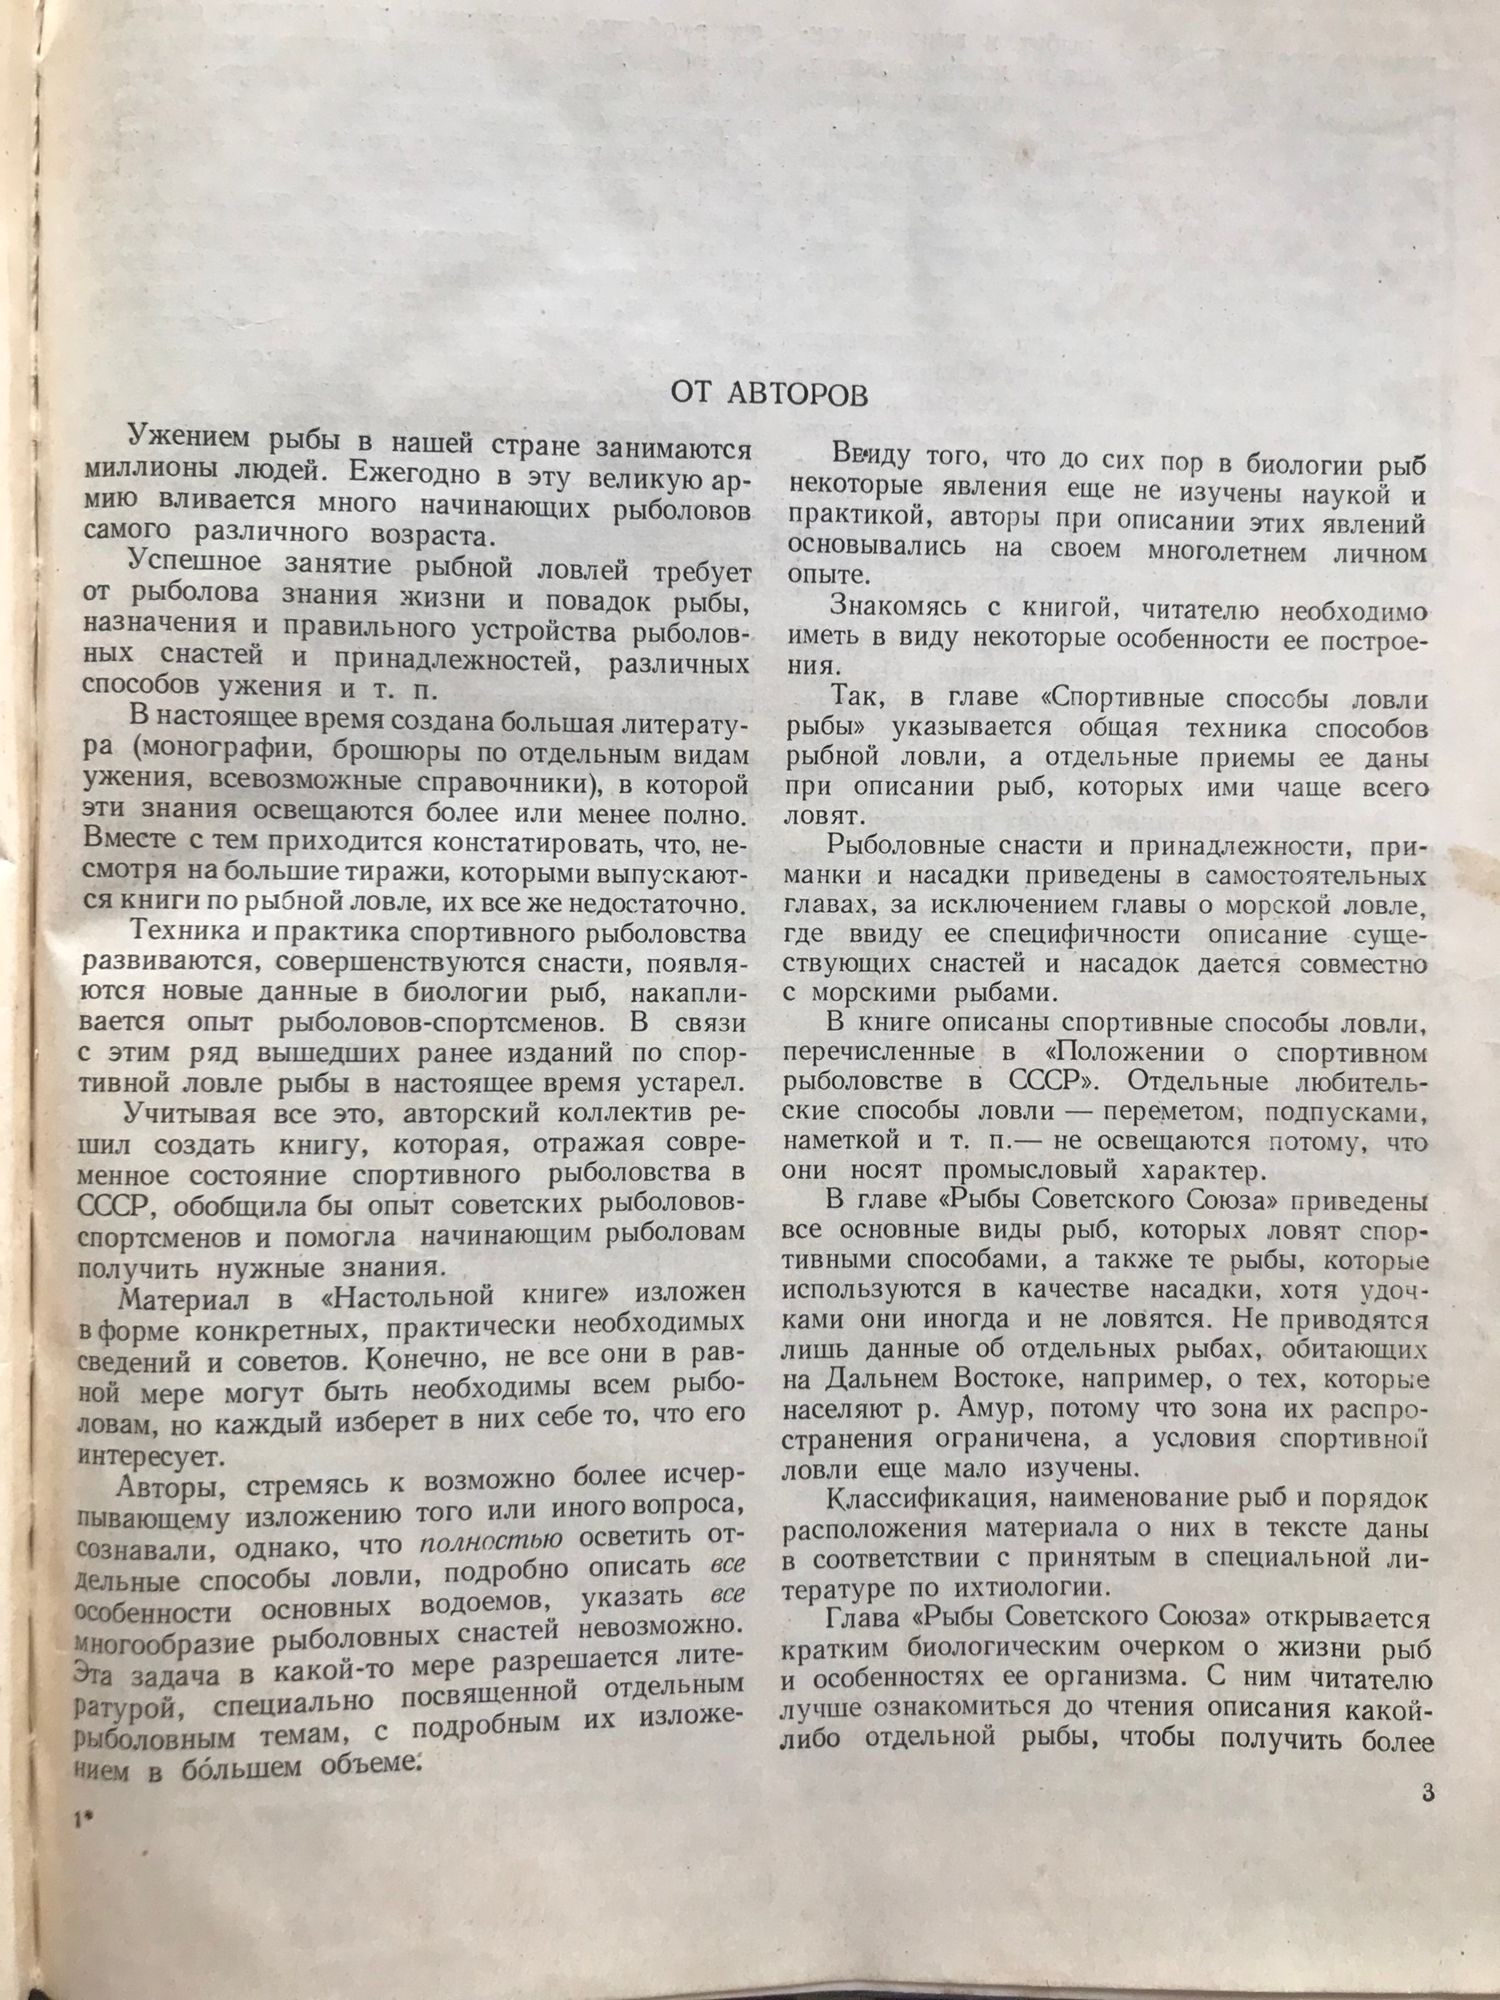 ОТ АВТОРОВ
Ужением рыбы в нашей стране занимаются
миллионы людей. Ежегодно в эту великую ар-
мию вливается много начинающих рыболовов
самого различного возраста.
Успешное занятие рыбной ловлей требует
от рыболова знания жизни и повадок рыбы,
назначения и правильного устройства рыболов-
ных снастей и принадлежностей, различных
способов ужения и т. п.
В настоящее время создана большая литерату-
ра (монографии, брошюры по отдельным видам
ужения, всевозможные справочники), в которой
эти знания освещаются более или менее полно.
Вместе с тем приходится констатировать, что, не-
смотря на большие тиражи, которыми выпускают-
ся книги по рыбной ловле, их все же недостаточно.
Техника и практика спортивного рыболовства
развиваются, совершенствуются снасти, появля-
ются новые данные в биологии рыб, накапли-
вается опыт рыболовов-спортсменов. В связи
с этим ряд вышедших ранее изданий по спор-
тивной ловле рыбы в настоящее время устарел.
Учитывая все это, авторский коллектив ре-
шил создать книгу, которая, отражая совре-
менное состояние спортивного рыболовства в
СССР, обобщила бы опыт советских рыболовов-
спортсменов и помогла начинающим рыболовам
получить нужные знания.
Материал в «Настольной книге» изложен
в форме конкретных, практически необходимых
сведений и советов. Конечно, не все они в рав-
ной мере могут быть необходимы всем рыбо-
ловам, но каждый изберет в них себе то, что его
интересует.
Авторы, стремясь к возможно более исчер-
пывающему изложению того или иного вопроса,
сознавали, однако, что полностью осветить от-
дельные способы ловли, подробно описать все
особенности основных водоемов, указать все
многообразие рыболовных снастей невозможно.
Эта задача в какой-то мере разрешается лите-
ратурой, специально посвященной отдельным
рыболовным темам, с подробным их изложе-
нием в бо́льшем объеме.
1*
Ввиду того, что до сих пор в биологии рыб
некоторые явления еще не изучены наукой и
практикой, авторы при описании этих явлений
основывались на своем многолетнем личном
опыте.
Знакомясь с книгой, читателю необходимо
иметь в виду некоторые особенности ее построе-
ния.
Так, в главе «Спортивные способы ловли
рыбы» указывается общая техника способов
рыбной ловли, а отдельные приемы ее даны
при описании рыб, которых ими чаще всего
ловят.
Рыболовные снасти и принадлежности, при-
манки и насадки приведены в самостоятельных
главах, за исключением главы о морской ловле,
где ввиду ее специфичности описание суще-
ствующих снастей и насадок дается совместно
с морскими рыбами.
В книге описаны спортивные способы ловли,
перечисленные в «Положении о спортивном
рыболовстве в СССР». Отдельные любитель-
ские способы ловли — переметом, подпусками,
наметкой и т. п.— не освещаются потому, что
они носят промысловый характер.
В главе «Рыбы Советского Союза» приведены
все основные виды рыб, которых ловят спор-
тивными способами, а также те рыбы, которые
используются в качестве насадки, хотя удоч-
ками они иногда и не ловятся. Не приводятся
лишь данные об отдельных рыбах, обитающих
на Дальнем Востоке, например, о тех, которые
населяют р. Амур, потому что зона их распро-
странения ограничена, а условия спортивной
ловли еще мало изучены.
Классификация, наименование рыб и порядок
расположения материала о них в тексте даны
в соответствии с принятым в специальной ли-
тературе по ихтиологии.
Глава «Рыбы Советского Союза» открывается
кратким биологическим очерком о жизни рыб
и особенностях ее организма. С ним читателю
лучше ознакомиться до чтения описания какой-
либо отдельной рыбы, чтобы получить более
3